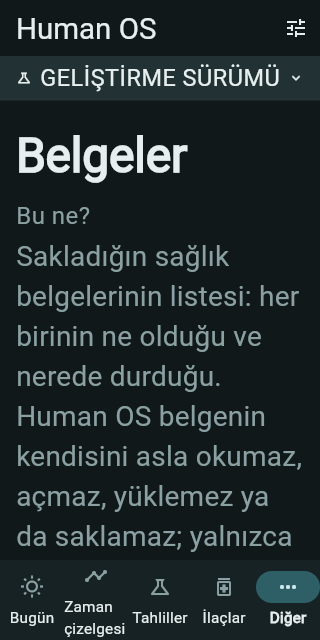 Human OS
GELİŞTİRME SÜRÜMÜ
Belgeler
Bu ne?
Sakladığın sağlık
belgelerinin listesi: her
birinin ne olduğu ve
nerede durduğu.
Human OS belgenin
kendisini asla okumaz,
açmaz, yüklemez ya
da saklamaz; yalnızca
Bugün
Zaman
çizelgesi
Tahliller
İlaçlar
Diğer